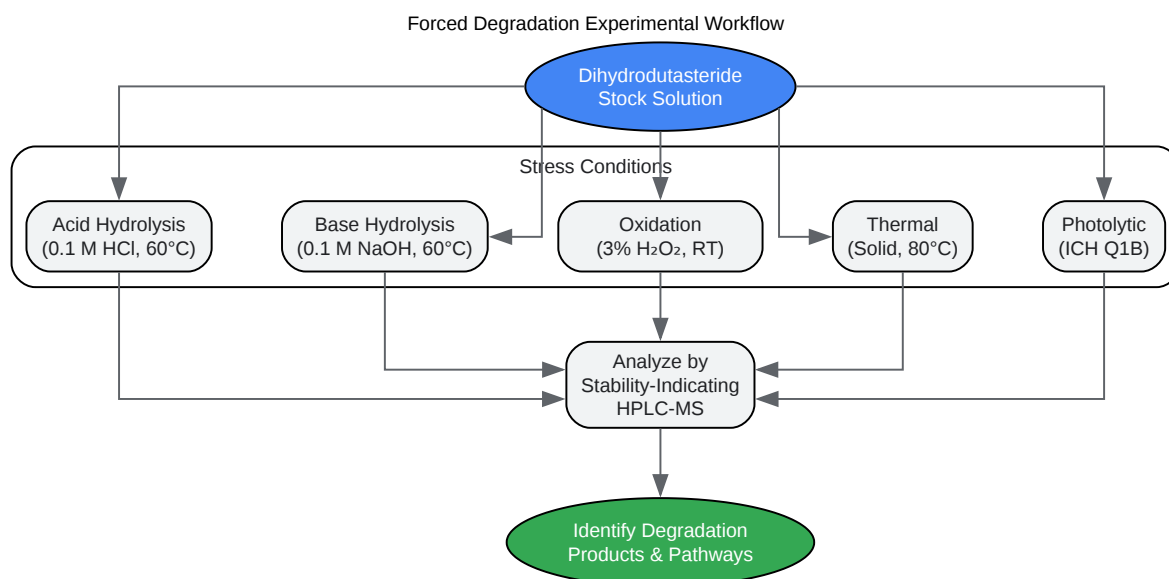 Forced Degradation Experimental Workflow
Dihydrodutasteride
Stock Solution
Stress Conditions
Acid Hydrolysis
(0.1 M HCl, 60°C)
Base Hydrolysis
(0.1 M NaOH, 60°C)
Oxidation
(3% H₂O₂, RT)
Thermal
(Solid, 80°C)
Photolytic
(ICH Q1B)
Analyze by
Stability-Indicating
HPLC-MS
Identify Degradation
Products & Pathways